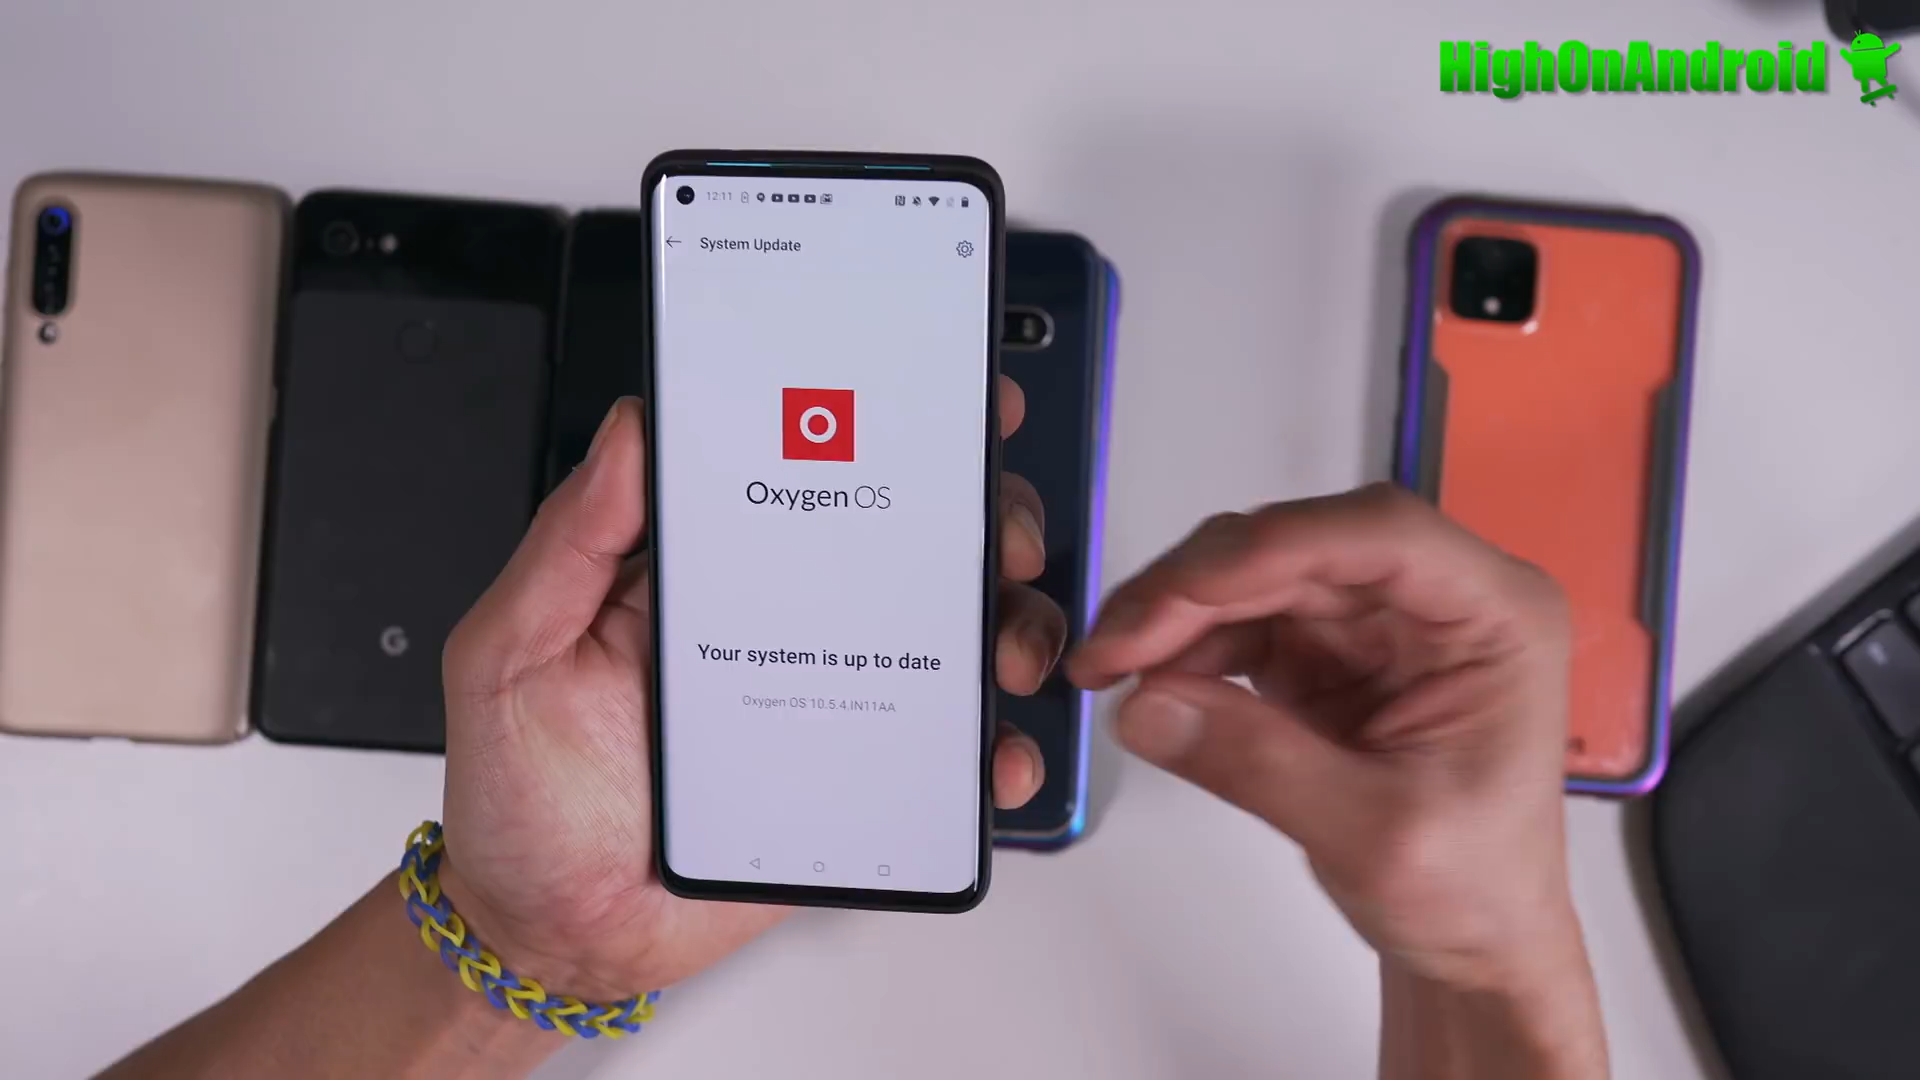 HighOnAndroid
12:11
System Update
Oxygen OS
Your system is up to date
Oxygen OS 10.5.4.IN11AA
G